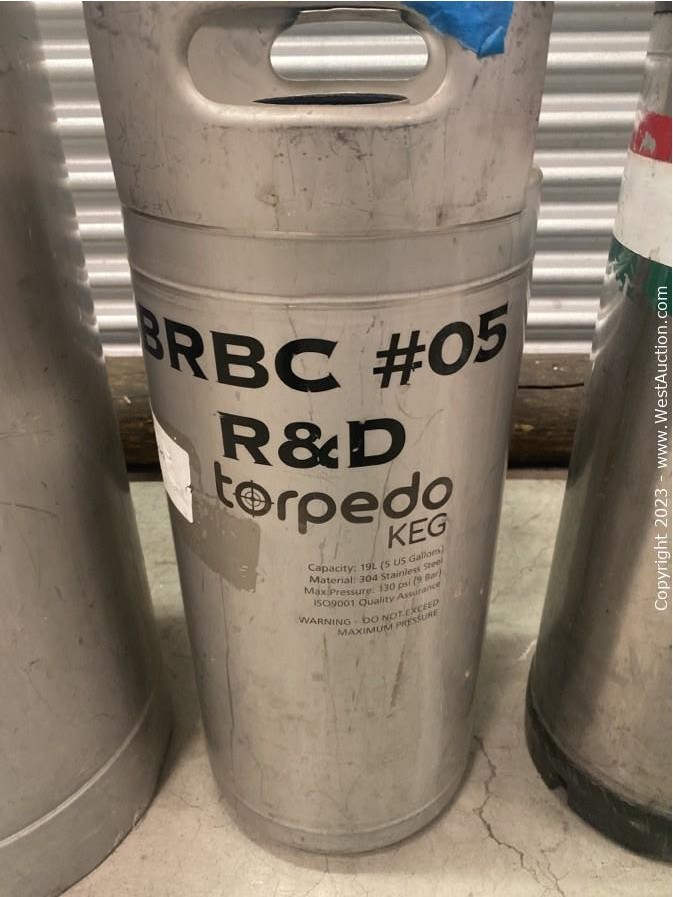 BRBC #05
R&D
torpedo
KEG
Capacity: 19L (5 US Gallons)
Material: 304 Stainless Steel
Max Pressure: 130 psi (9 Bar)
ISO9001 Quality Assurance
WARNING - DO NOT EXCEED
MAXIMUM PRESSURE
Copyright 2023 - www.WestAuction.com